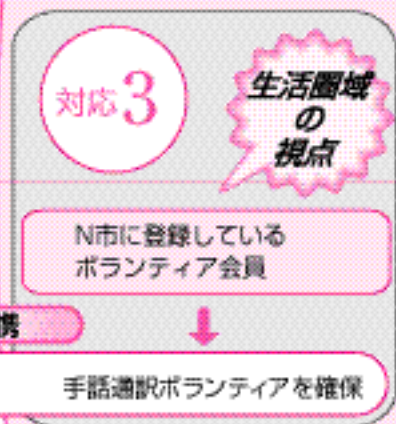 対応3
生活圏域
の
視点
N市に登録している
ボランティア会員
携
手話通訳ボランティアを確保